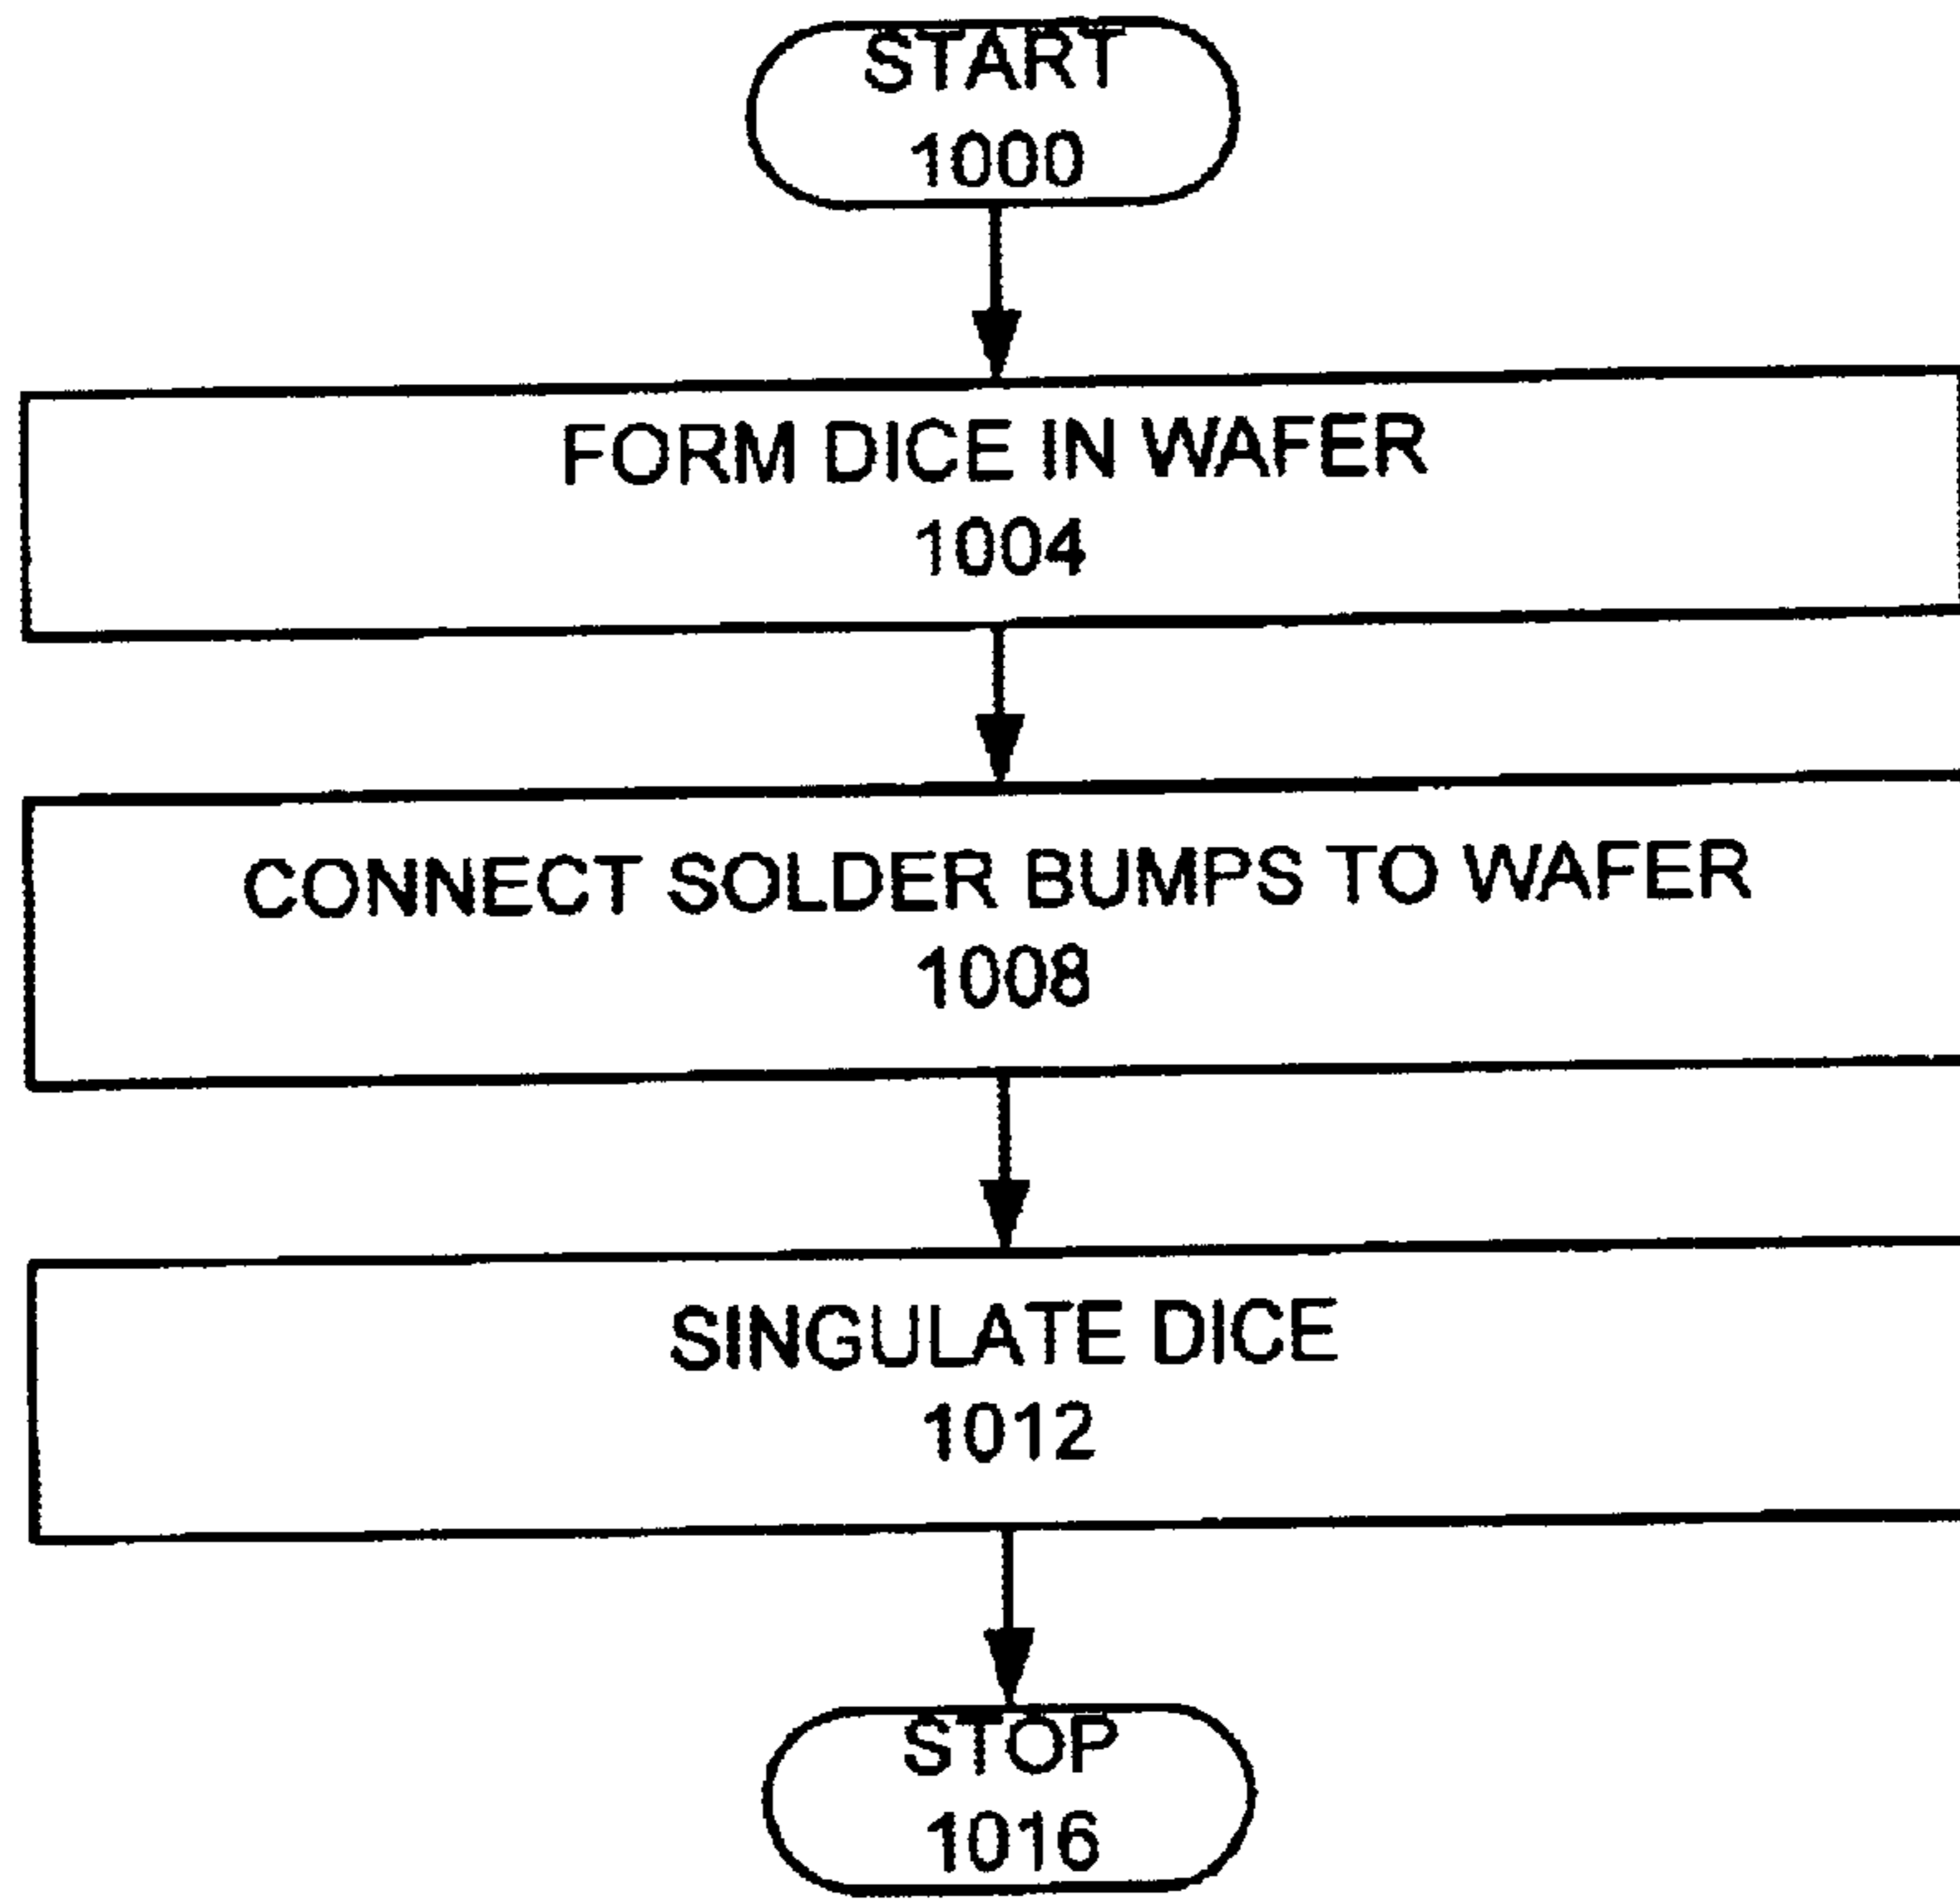 START
1000
FORM DICE IN WAFER
1004
CONNECT SOLDER BUMPS TO WAFER
1008
SINGULATE DICE
1012
STOP
1016